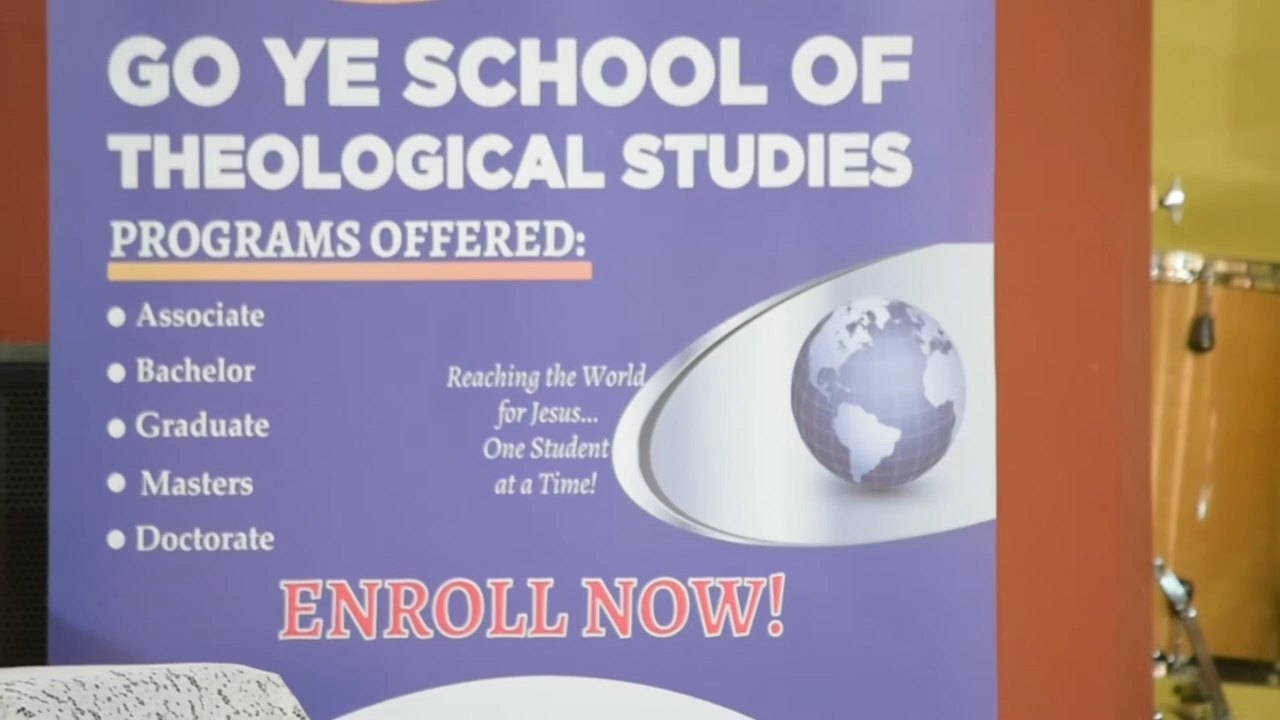 GO YE SCHOOL OF
THEOLOGICAL STUDIES
PROGRAMS OFFERED:
Associate
Bachelor
Graduate
Masters
Doctorate
Reaching the World
for Jesus...
One Student
at a Time!
ENROLL NOW!